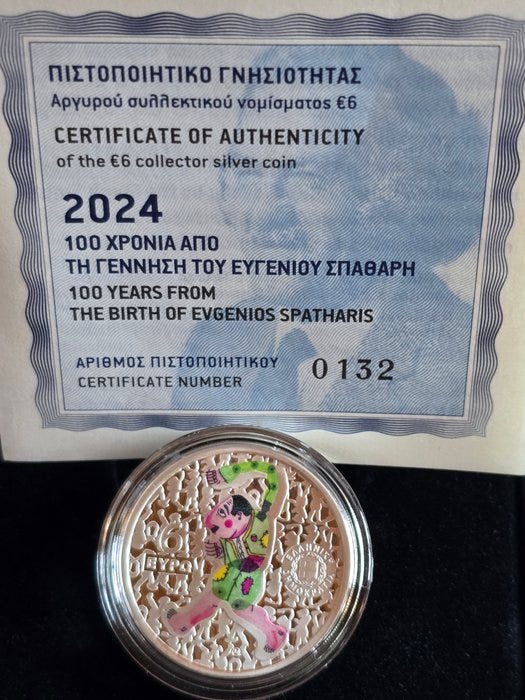 ΠΙΣΤΟΠΟΙΗΤΙΚΟ ΓΝΗΣΙΟΤΗΤΑΣ
Αργυρού συλλεκτικού νομίσματος €6
CERTIFICATE OF AUTHENTICITY
of the €6 collector silver coin
2024
100 ΧΡΟΝΙΑ ΑΠΟ
ΤΗ ΓΕΝΝΗΣΗ ΤΟΥ ΕΥΓΕΝΙΟΥ ΣΠΑΘΑΡΗ
100 YEARS FROM
THE BIRTH OF EVGENIOS SPATHARIS
ΑΡΙΘΜΟΣ ΠΙΣΤΟΠΟΙΗΤΙΚΟΥ
CERTIFICATE NUMBER
0132
6
ΕΥΡΩ